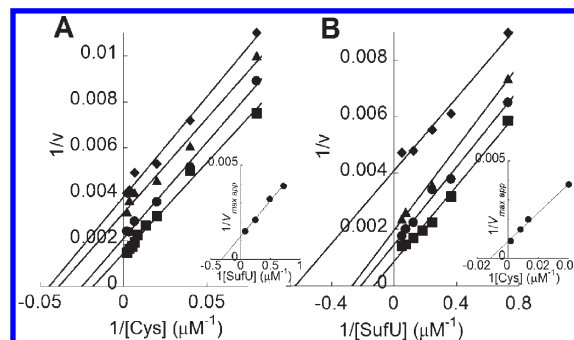 A
1/v
0.01
0.008
0.006
0.004
0.002
0
-0.05
0
0.05
1/[Cys] (μM⁻¹)
0.005
1/V max app
0
-0.5 0 0.5 1
1[SufU] (μM⁻¹)
B
0.008
0.006
0.004
0.002
0
-0.4
0
0.4
0.8
1/[SufU] (μM⁻¹)
0.005
1/V max app
0
-0.02 0 0.02 0.0
1[Cys] (μM⁻¹)